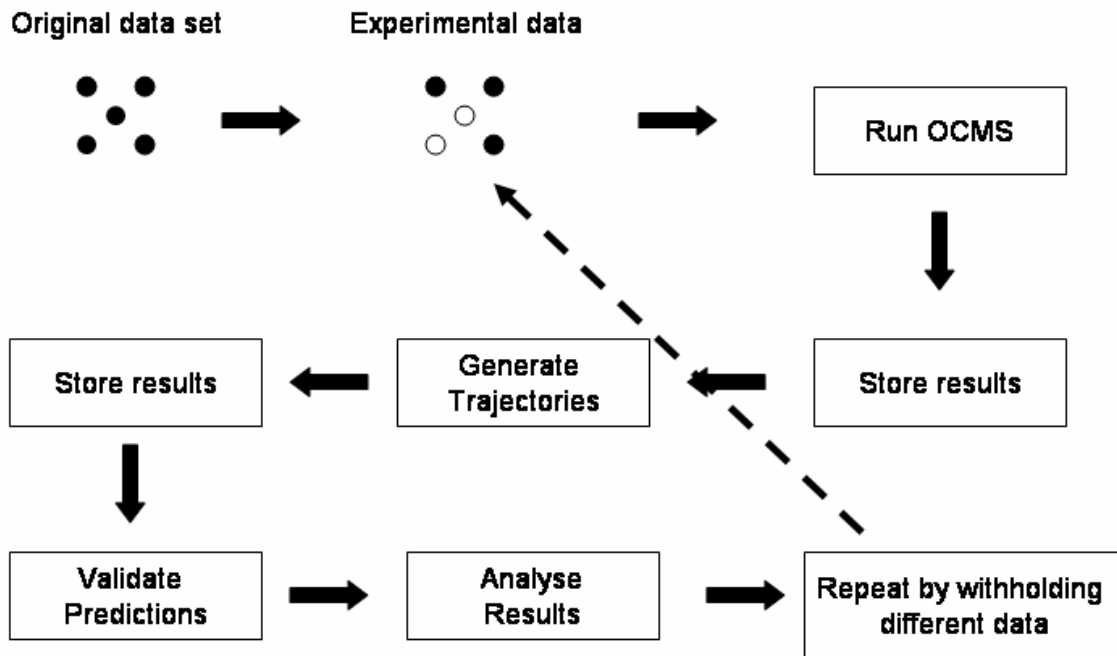 Original data set
Experimental data
Run OCMS
Store results
Generate
Trajectories
Store results
Validate
Predictions
Analyse
Results
Repeat by withholding
different data